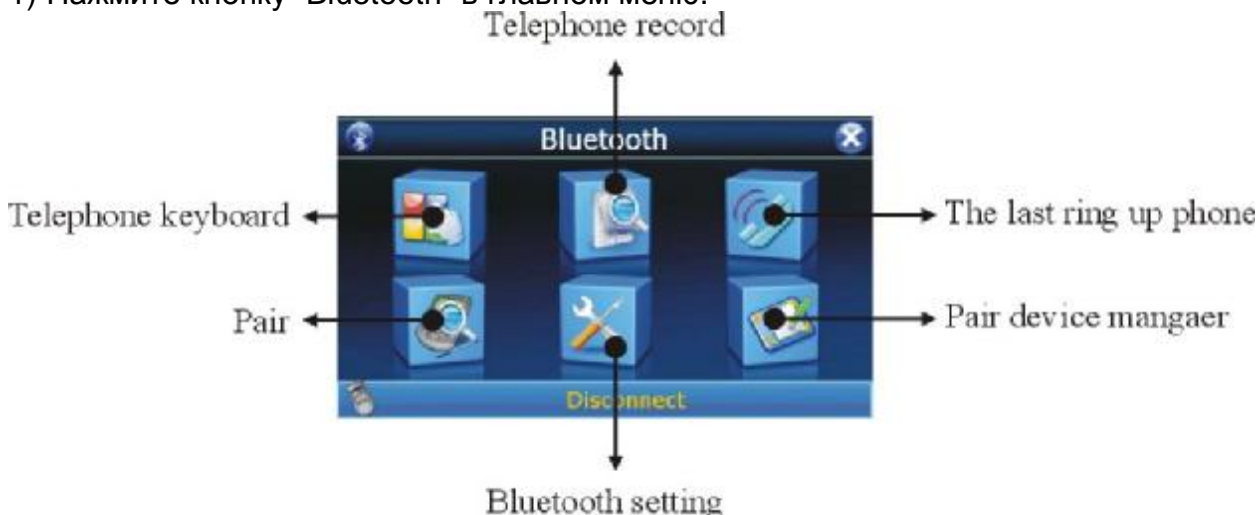 1) Нажмите кнопку "Bluetooth" в главном меню.
Telephone record
Bluetooth
Telephone keyboard
The last ring up phone
Pair
Pair device mangaer
Disconnect
Bluetooth setting